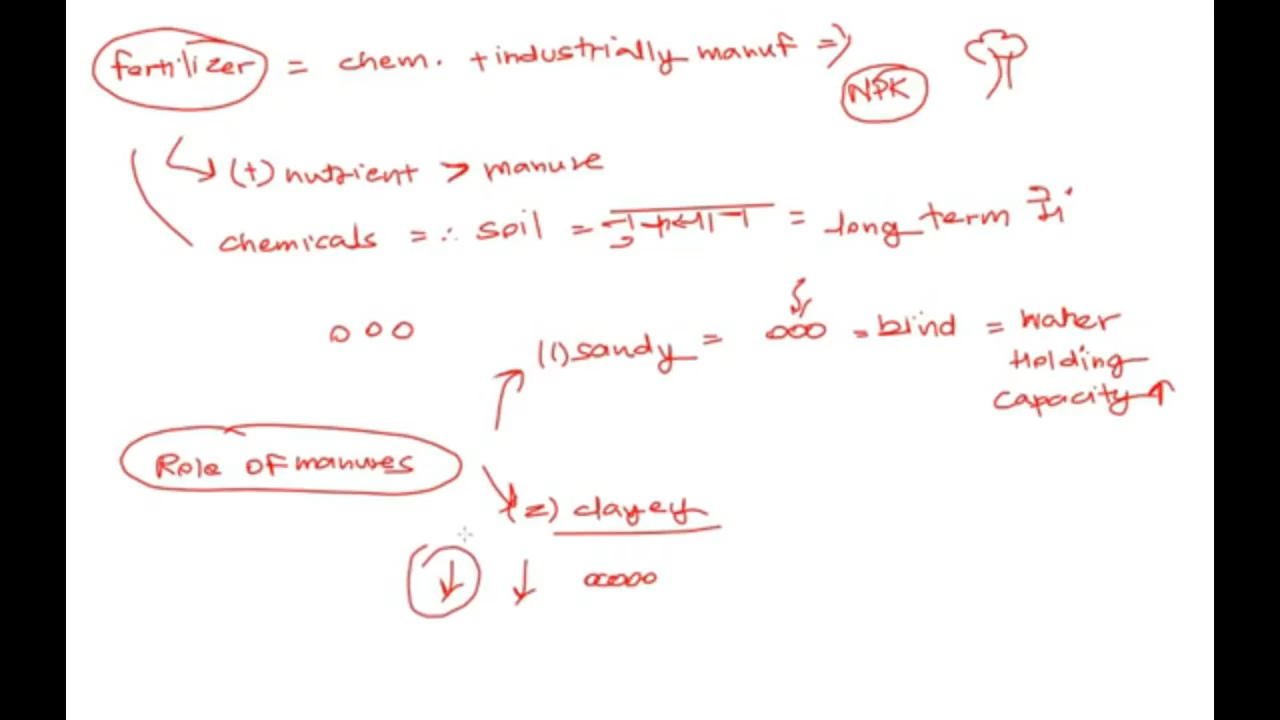 fertilizer = chem. + industrially manuf =>
NPK
(+) nutrient > manure
chemicals = ∴ soil = = long term
(1) sandy = = bind = water
Holding
capacity ↑
Role of manures
(2) clayey
↓ ↓